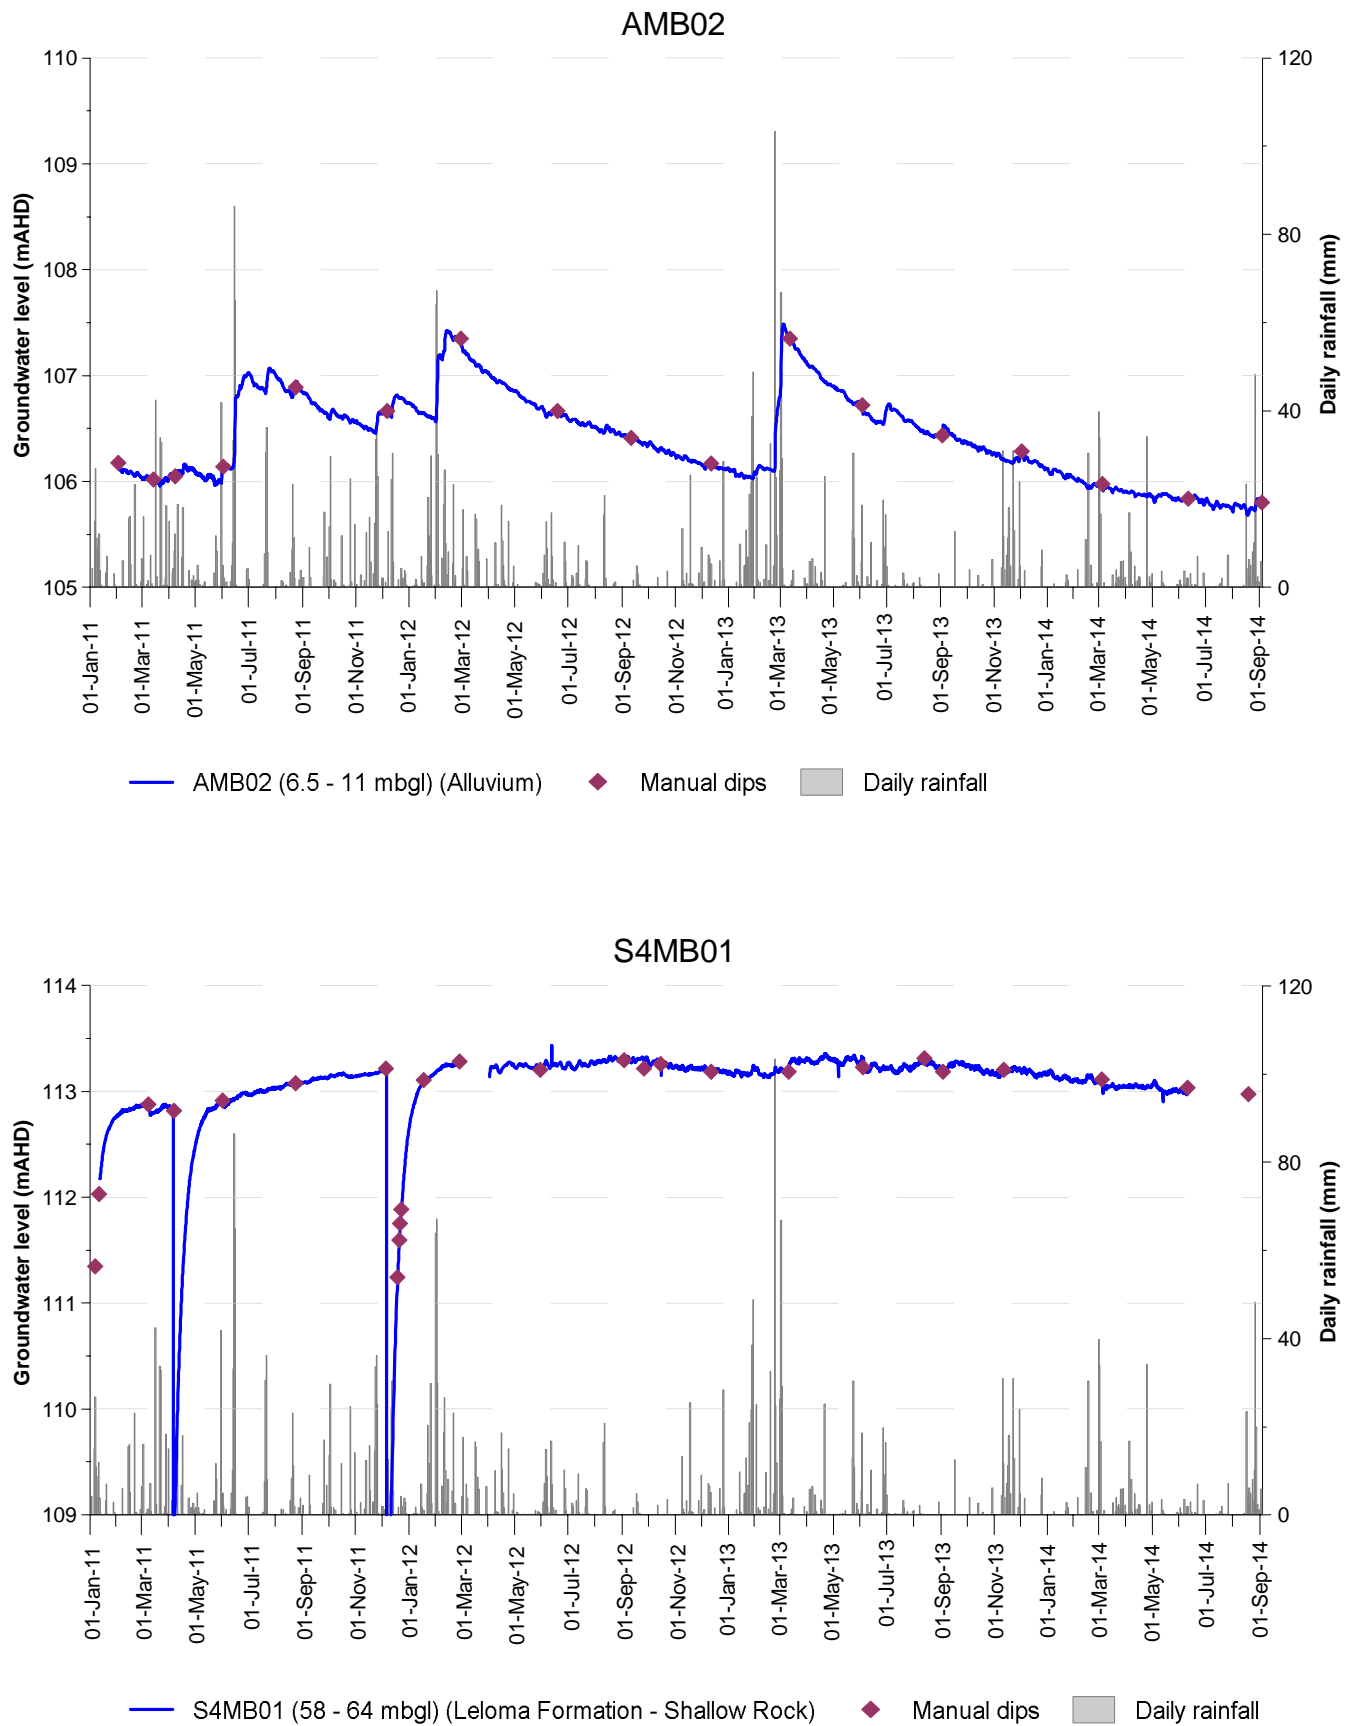 AMB02
110
109
108
107
106
105
Groundwater level (mAHD)
120
80
40
0
Daily rainfall (mm)
01-Jan-11
01-Mar-11
01-May-11
01-Jul-11
01-Sep-11
01-Nov-11
01-Jan-12
01-Mar-12
01-May-12
01-Jul-12
01-Sep-12
01-Nov-12
01-Jan-13
01-Mar-13
01-May-13
01-Jul-13
01-Sep-13
01-Nov-13
01-Jan-14
01-Mar-14
01-May-14
01-Jul-14
01-Sep-14
AMB02 (6.5 - 11 mbgl) (Alluvium)
Manual dips
Daily rainfall
S4MB01
114
113
112
111
110
109
Groundwater level (mAHD)
120
80
40
0
Daily rainfall (mm)
01-Jan-11
01-Mar-11
01-May-11
01-Jul-11
01-Sep-11
01-Nov-11
01-Jan-12
01-Mar-12
01-May-12
01-Jul-12
01-Sep-12
01-Nov-12
01-Jan-13
01-Mar-13
01-May-13
01-Jul-13
01-Sep-13
01-Nov-13
01-Jan-14
01-Mar-14
01-May-14
01-Jul-14
01-Sep-14
S4MB01 (58 - 64 mbgl) (Leloma Formation - Shallow Rock)
Manual dips
Daily rainfall